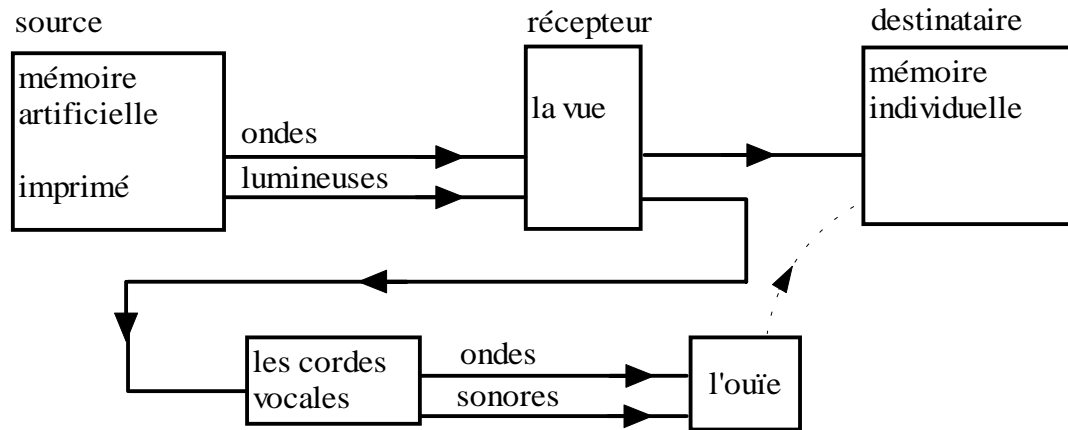 source
récepteur
destinataire
mémoire
artificielle
imprimé
ondes
lumineuses
la vue
mémoire
individuelle
les cordes
vocales
ondes
sonores
l'ouïe